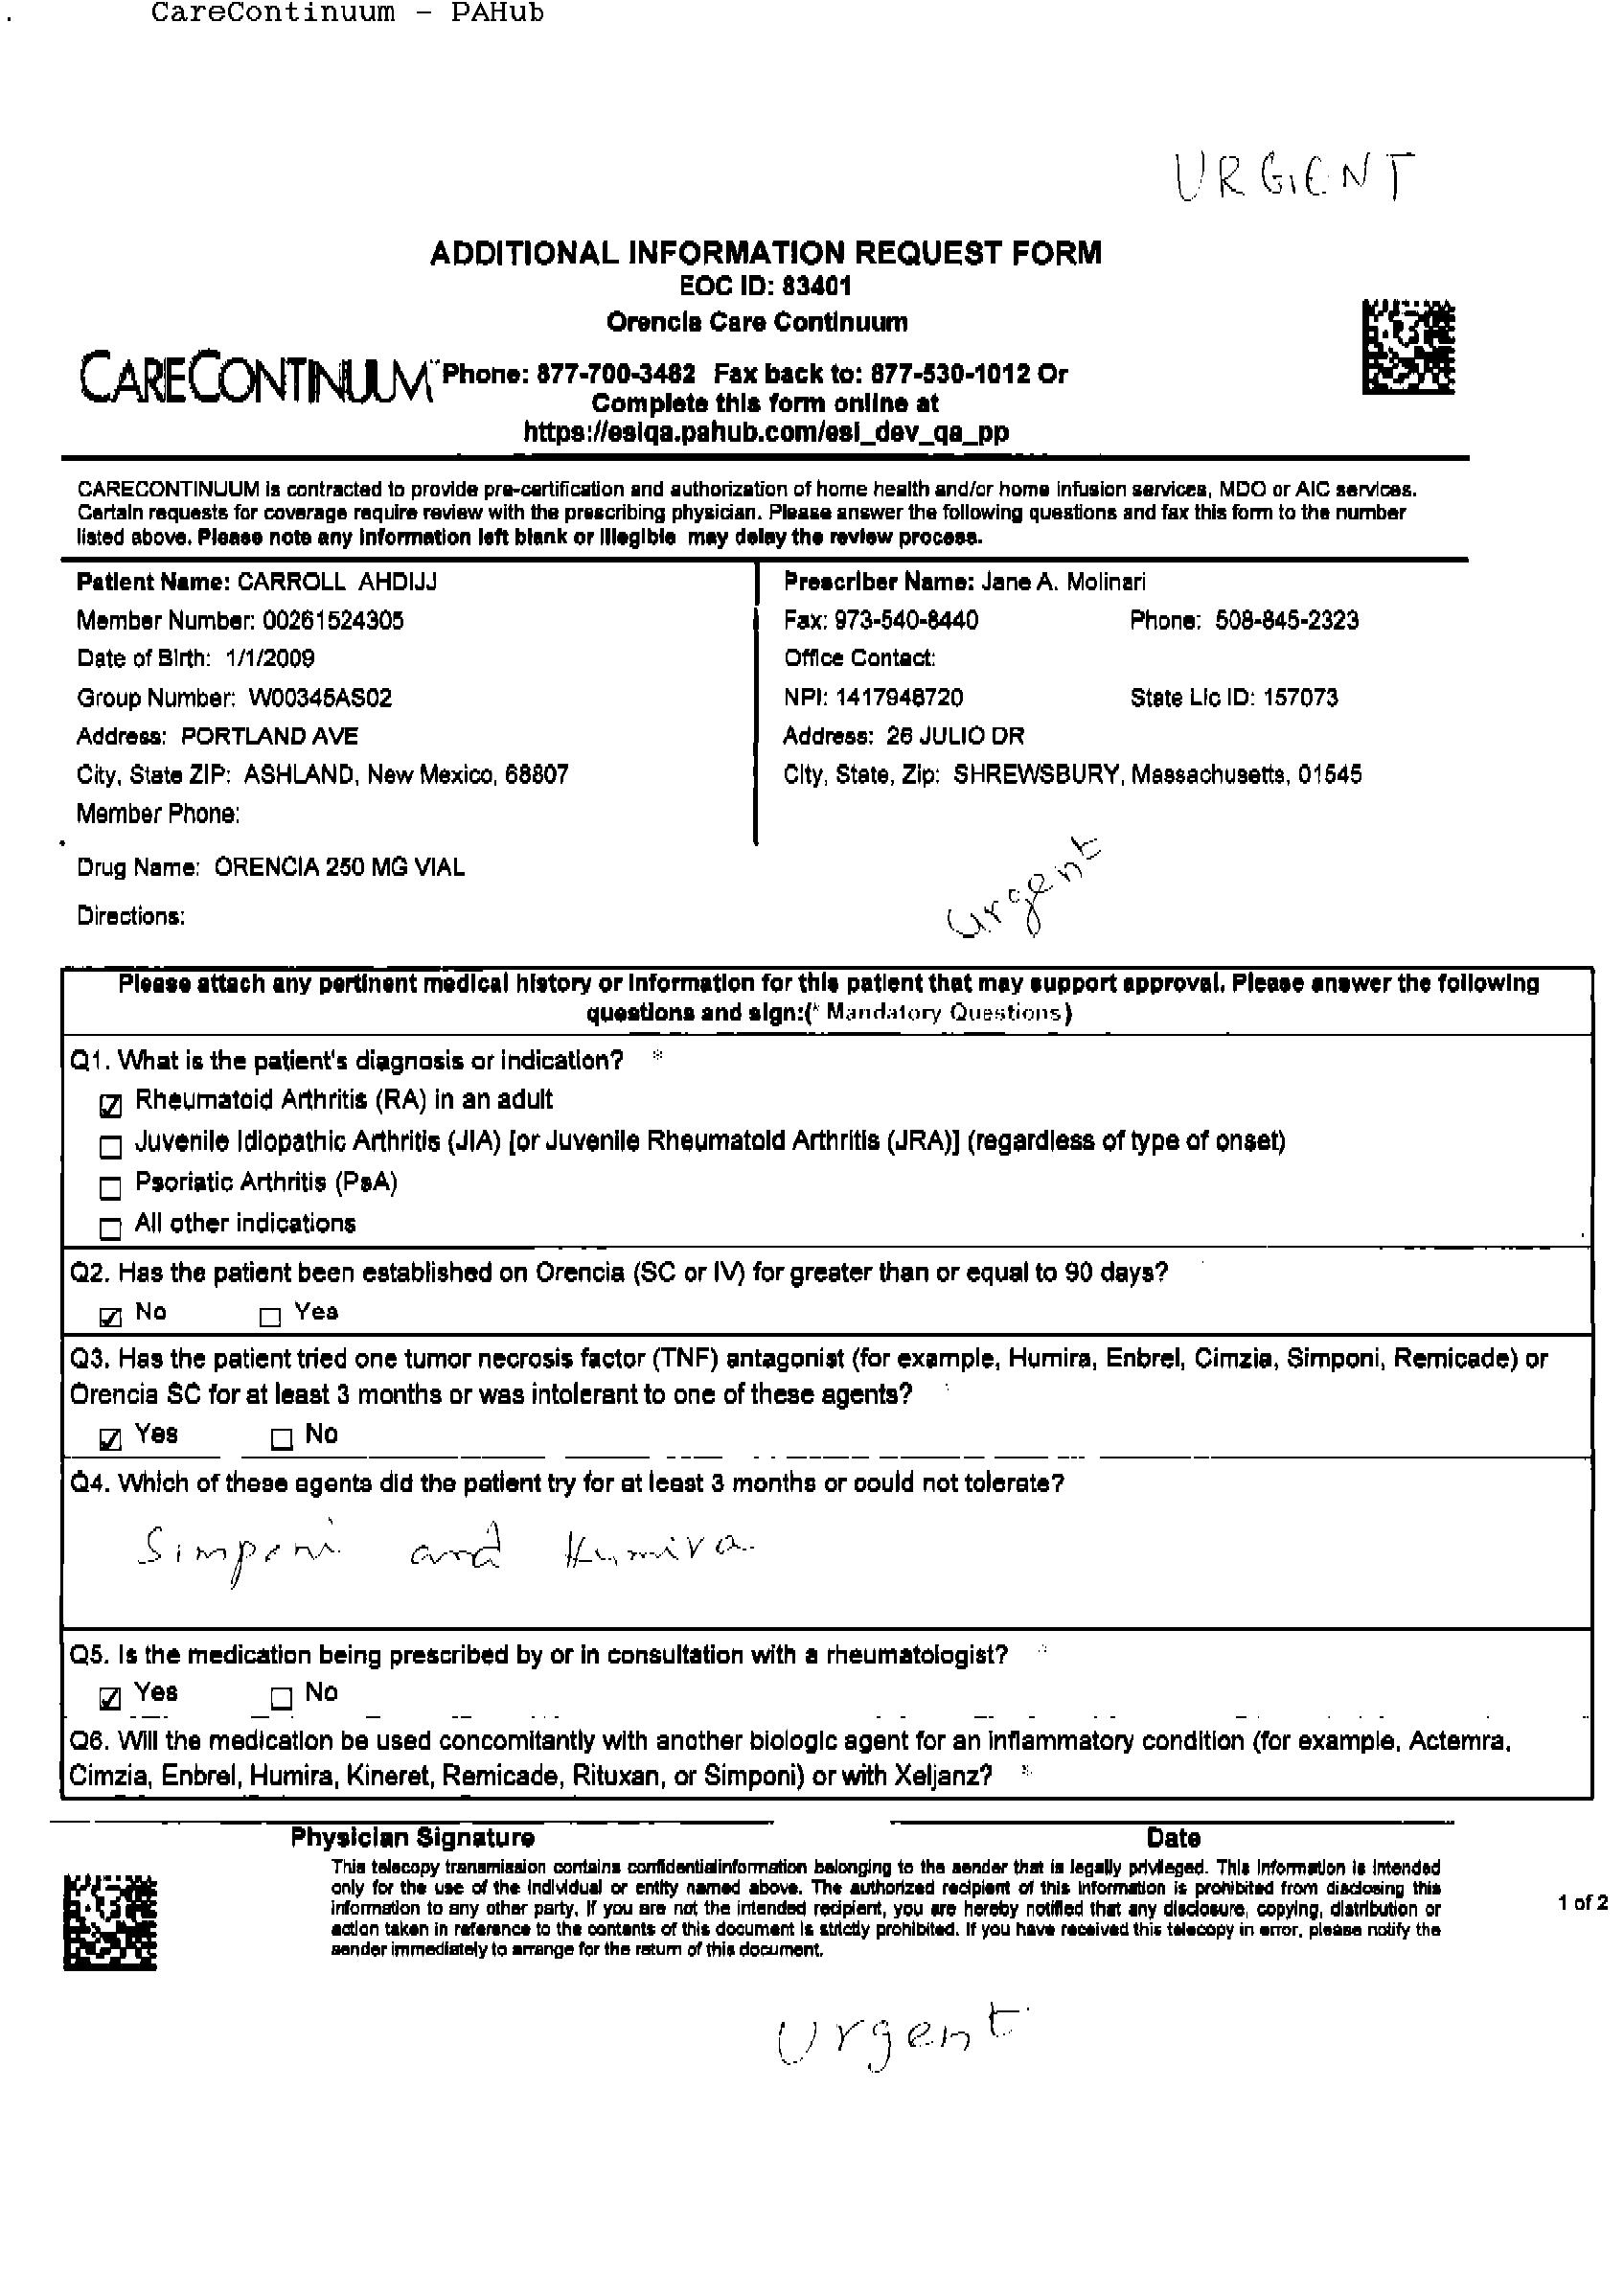 CareContinuum - PAHub
URGENT
ADDITIONAL INFORMATION REQUEST FORM
EOC ID: 83401
Orencia Care Continuum
CARECONTINUUM Phone: 877-700-3482 Fax back to: 877-530-1012 Or
Complete this form online at
https://esiqa.pahub.com/esi_dev_qa_pp
CARECONTINUUM is contracted to provide pre-certification and authorization of home health and/or home infusion services, MDO or AIC services.
Certain requests for coverage require review with the prescribing physician. Please answer the following questions and fax this form to the number
listed above. Please note any information left blank or illegible may delay the review process.
Patient Name: CARROLL AHDIJJ
Prescriber Name: Jane A. Molinari
Member Number: 00261524305
Fax: 973-540-8440 Phone: 508-845-2323
Date of Birth: 1/1/2009
Office Contact:
Group Number: W00345AS02
NPI: 1417948720 State Lic ID: 157073
Address: PORTLAND AVE
Address: 26 JULIO DR
City, State ZIP: ASHLAND, New Mexico, 68807
City, State, Zip: SHREWSBURY, Massachusetts, 01545
Member Phone:
Drug Name: ORENCIA 250 MG VIAL
urgent
Directions:
Please attach any pertinent medical history or information for this patient that may support approval. Please answer the following
questions and sign:(* Mandatory Questions)
Q1. What is the patient's diagnosis or indication? *
☑ Rheumatoid Arthritis (RA) in an adult
☐ Juvenile Idiopathic Arthritis (JIA) [or Juvenile Rheumatoid Arthritis (JRA)] (regardless of type of onset)
☐ Psoriatic Arthritis (PsA)
☐ All other indications
Q2. Has the patient been established on Orencia (SC or IV) for greater than or equal to 90 days?
☑ No ☐ Yes
Q3. Has the patient tried one tumor necrosis factor (TNF) antagonist (for example, Humira, Enbrel, Cimzia, Simponi, Remicade) or
Orencia SC for at least 3 months or was intolerant to one of these agents?
☑ Yes ☐ No
Q4. Which of these agents did the patient try for at least 3 months or could not tolerate?
Simponi and Humira
Q5. Is the medication being prescribed by or in consultation with a rheumatologist? *
☑ Yes ☐ No
Q6. Will the medication be used concomitantly with another biologic agent for an inflammatory condition (for example, Actemra,
Cimzia, Enbrel, Humira, Kineret, Remicade, Rituxan, or Simponi) or with Xeljanz? *
Physician Signature Date
This telecopy transmission contains confidentialinformation belonging to the sender that is legally privileged. This information is intended
only for the use of the individual or entity named above. The authorized recipient of this information is prohibited from disclosing this
information to any other party. If you are not the intended recipient, you are hereby notified that any disclosure, copying, distribution or
action taken in reference to the contents of this document is strictly prohibited. If you have received this telecopy in error, please notify the
sender immediately to arrange for the return of this document.
1 of 2
Urgent